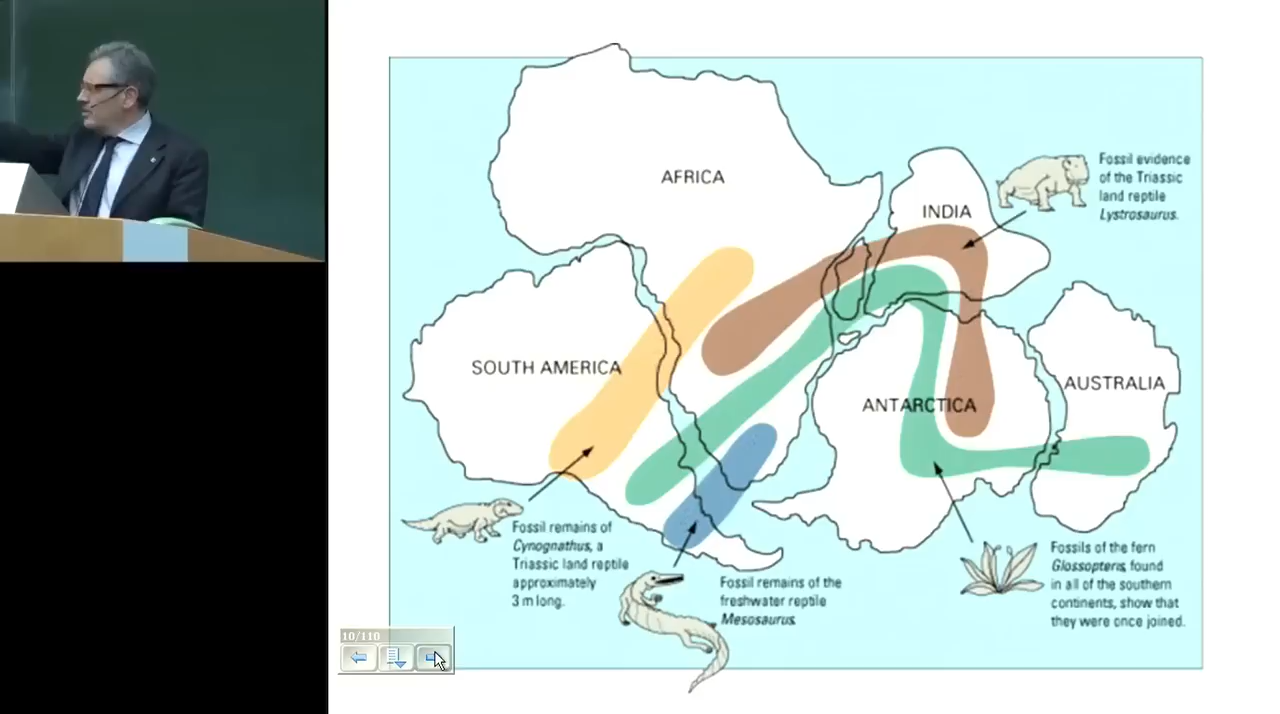 AFRICA
Fossil evidence
of the Triassic
land reptile
Lystrosaurus.
INDIA
SOUTH AMERICA
AUSTRALIA
ANTARCTICA
Fossil remains of
Cynognathus, a
Triassic land reptile
approximately
3 m long.
Fossil remains of the
freshwater reptile
Mesosaurus.
Fossils of the fern
Glossopteris, found
in all of the southern
continents, show that
they were once joined.
10/110